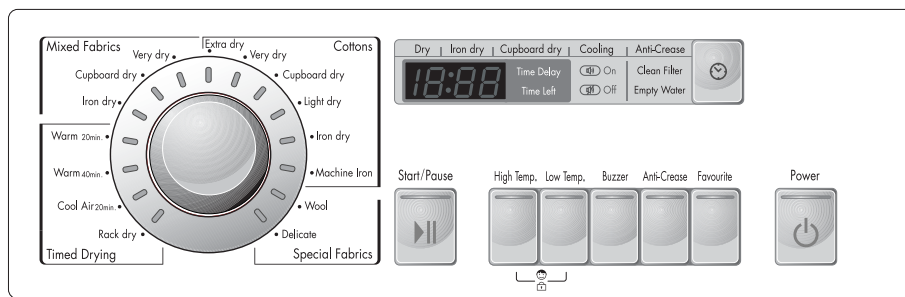 Mixed Fabrics
Cottons
Extra dry
Very dry
Very dry
Cupboard dry
Cupboard dry
Iron dry
Light dry
Warm 20min.
Iron dry
Warm 40min.
Machine Iron
Cool Air 20min.
Wool
Rack dry
Delicate
Timed Drying
Special Fabrics
Dry | Iron dry | Cupboard dry | Cooling | Anti-Crease
18:88
Time Delay
On
Clean Filter
Time Left
Off
Empty Water
Start/Pause
High Temp.
Low Temp.
Buzzer
Anti-Crease
Favourite
Power